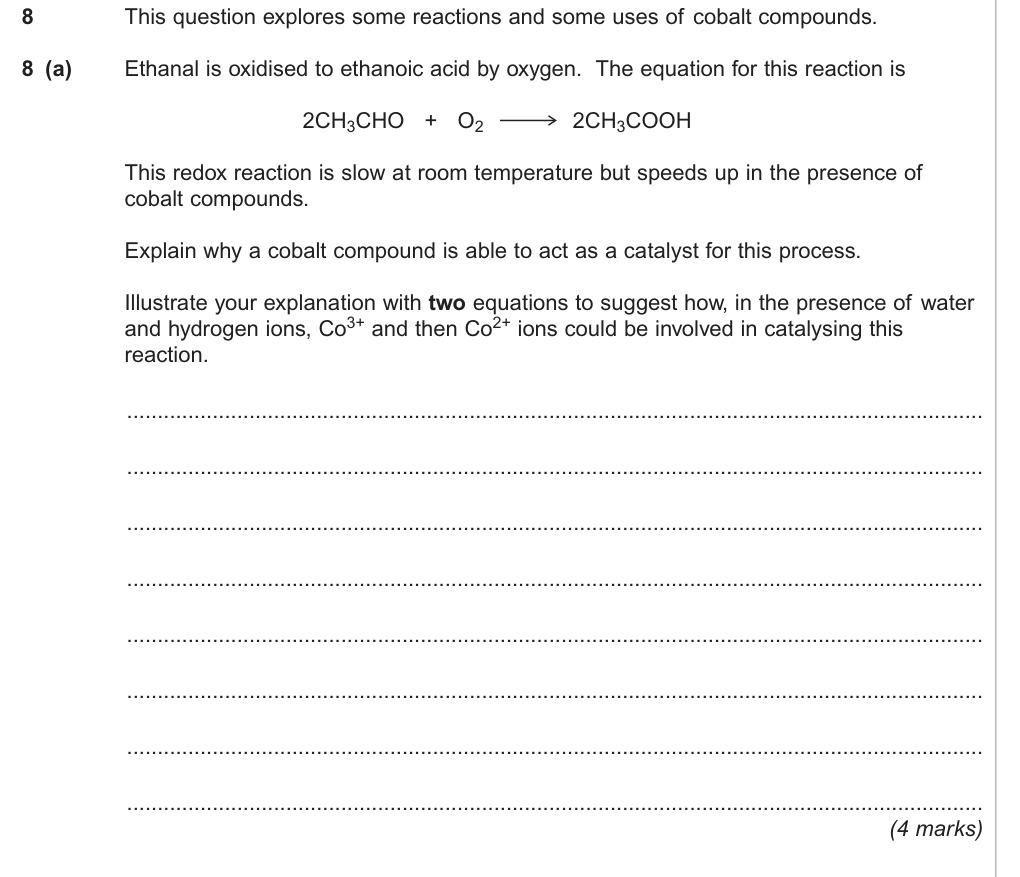 8 This question explores some reactions and some uses of cobalt compounds.
8 (a) Ethanal is oxidised to ethanoic acid by oxygen. The equation for this reaction is
2CH₃CHO + O₂ ⟶ 2CH₃COOH
This redox reaction is slow at room temperature but speeds up in the presence of
cobalt compounds.
Explain why a cobalt compound is able to act as a catalyst for this process.
Illustrate your explanation with two equations to suggest how, in the presence of water
and hydrogen ions, Co³⁺ and then Co²⁺ ions could be involved in catalysing this
reaction.
(4 marks)